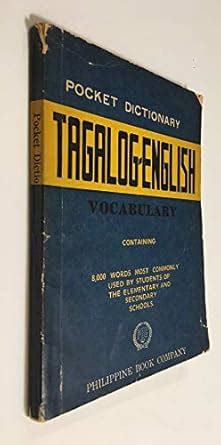 POCKET DICTIONARY
TAGALOG-ENGLISH
VOCABULARY
CONTAINING
8,000 WORDS MOST COMMONLY
USED BY STUDENTS OF
THE ELEMENTARY AND
SECONDARY
SCHOOLS.
PHILIPPINE BOOK COMPANY
Pocket Dictio